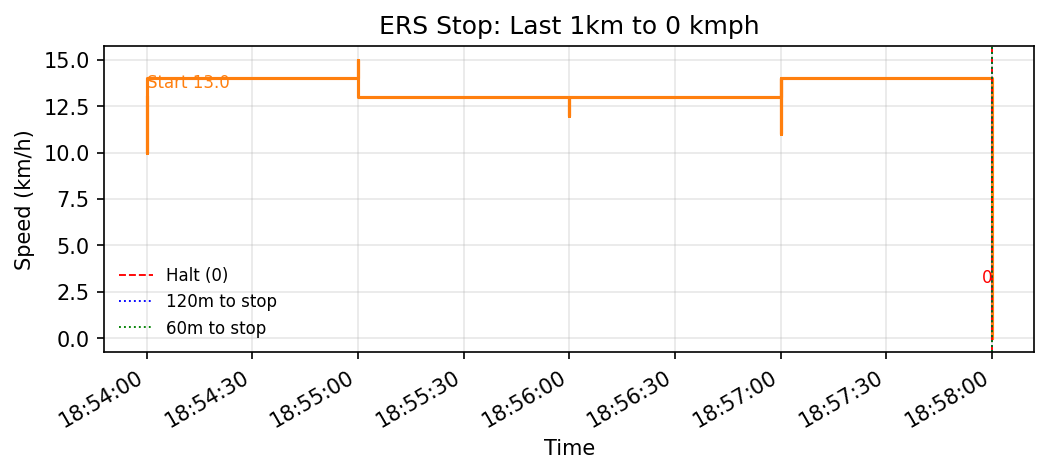 ERS Stop: Last 1km to 0 kmph
Speed (km/h)
15.0
12.5
10.0
7.5
5.0
2.5
0.0
Start 13.0
0
Halt (0)
120m to stop
60m to stop
18:54:00
18:54:30
18:55:00
18:55:30
18:56:00
18:56:30
18:57:00
18:57:30
18:58:00
Time